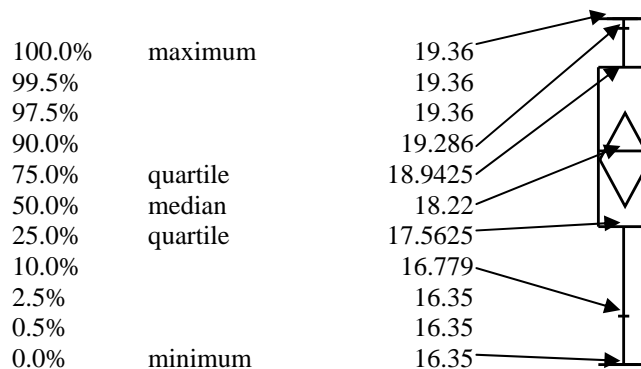 100.0% maximum 19.36
99.5% 19.36
97.5% 19.36
90.0% 19.286
75.0% quartile 18.9425
50.0% median 18.22
25.0% quartile 17.5625
10.0% 16.779
2.5% 16.35
0.5% 16.35
0.0% minimum 16.35